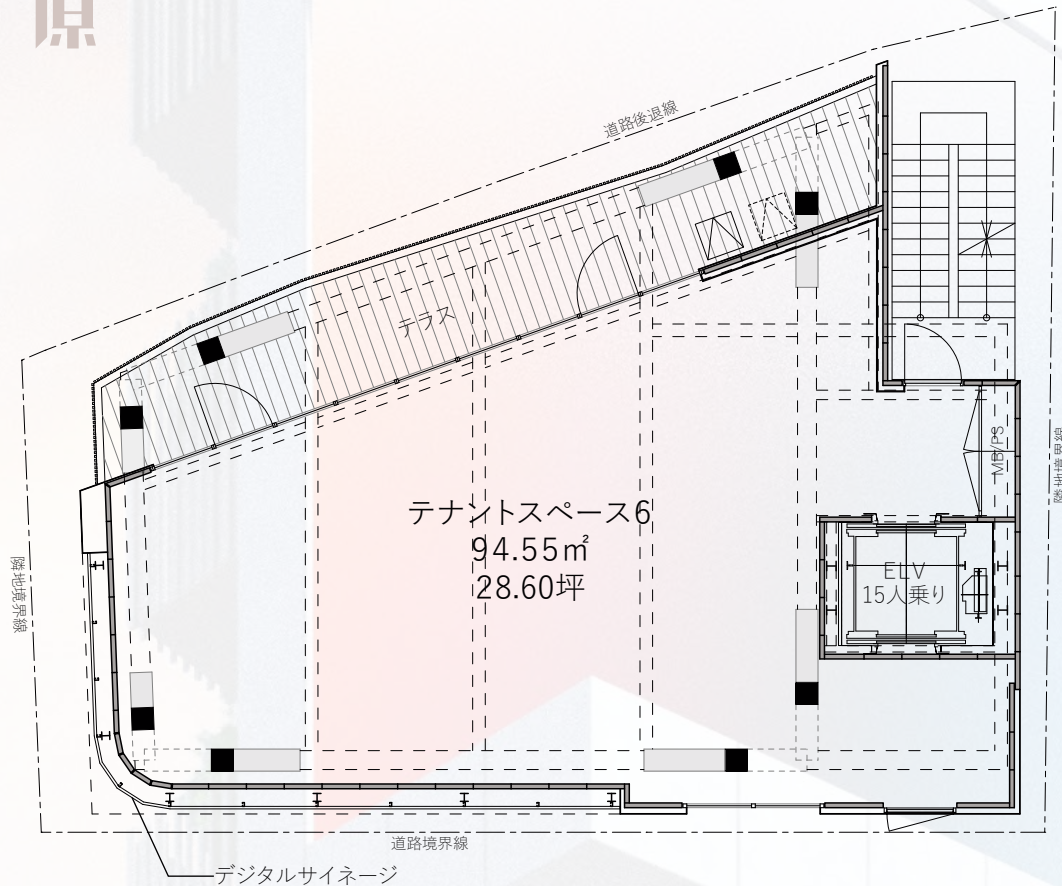 原
道路後退線
テラス
テナントスペース6
94.55㎡
28.60坪
MB/PS
隣地境界線
ELV
15人乗り
隣地境界線
道路境界線
デジタルサイネージ